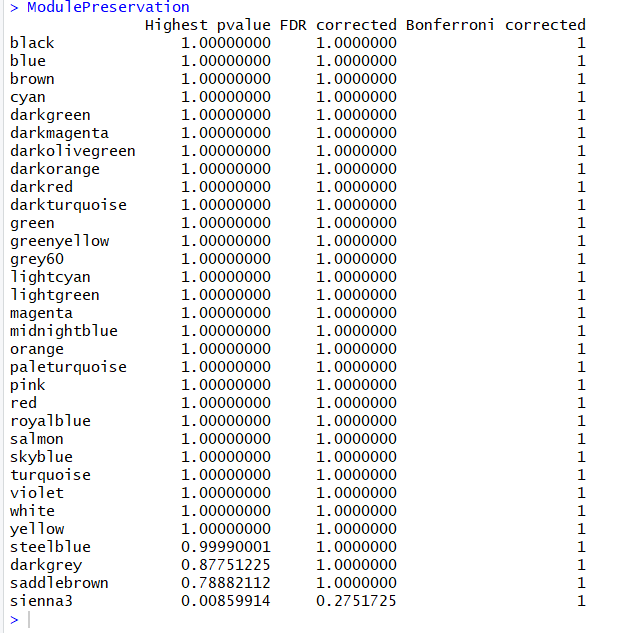 > ModulePreservation
Highest pvalue FDR corrected Bonferroni corrected
black 1.00000000 1.0000000 1
blue 1.00000000 1.0000000 1
brown 1.00000000 1.0000000 1
cyan 1.00000000 1.0000000 1
darkgreen 1.00000000 1.0000000 1
darkmagenta 1.00000000 1.0000000 1
darkolivegreen 1.00000000 1.0000000 1
darkorange 1.00000000 1.0000000 1
darkred 1.00000000 1.0000000 1
darkturquoise 1.00000000 1.0000000 1
green 1.00000000 1.0000000 1
greenyellow 1.00000000 1.0000000 1
grey60 1.00000000 1.0000000 1
lightcyan 1.00000000 1.0000000 1
lightgreen 1.00000000 1.0000000 1
magenta 1.00000000 1.0000000 1
midnightblue 1.00000000 1.0000000 1
orange 1.00000000 1.0000000 1
paleturquoise 1.00000000 1.0000000 1
pink 1.00000000 1.0000000 1
red 1.00000000 1.0000000 1
royalblue 1.00000000 1.0000000 1
salmon 1.00000000 1.0000000 1
skyblue 1.00000000 1.0000000 1
turquoise 1.00000000 1.0000000 1
violet 1.00000000 1.0000000 1
white 1.00000000 1.0000000 1
yellow 1.00000000 1.0000000 1
steelblue 0.99990001 1.0000000 1
darkgrey 0.87751225 1.0000000 1
saddlebrown 0.78882112 1.0000000 1
sienna3 0.00859914 0.2751725 1
>